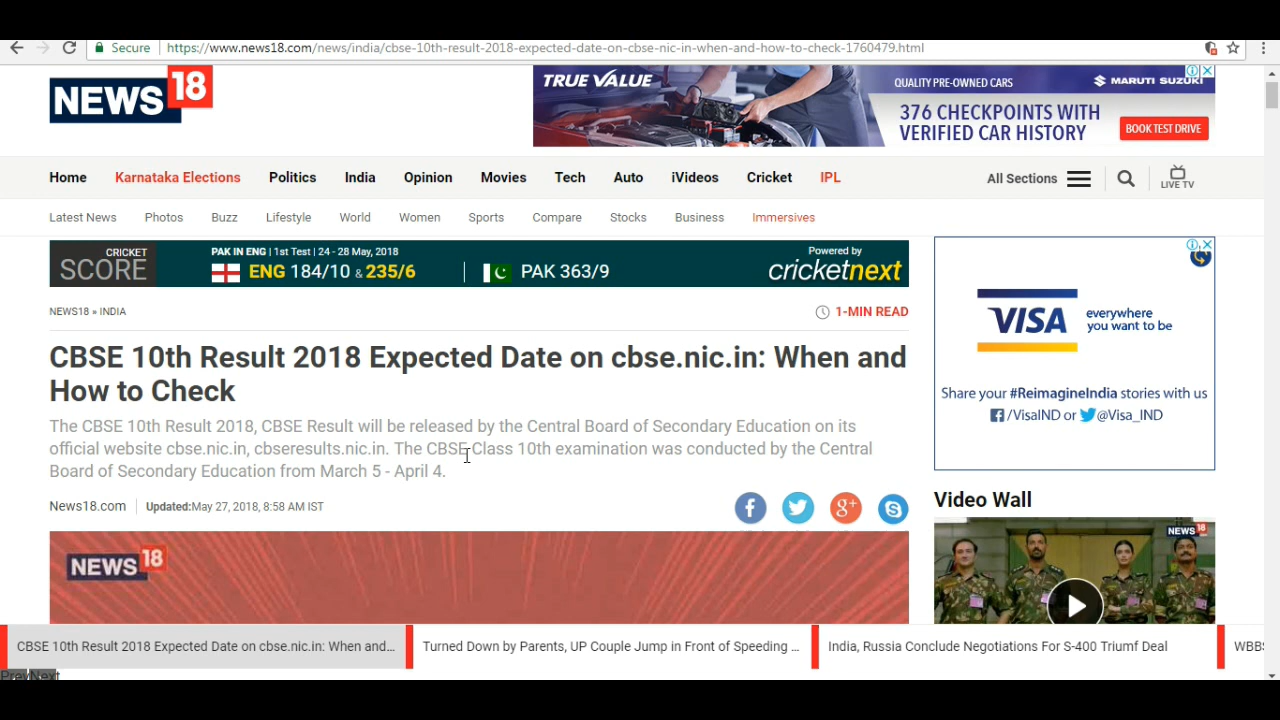 Secure
https://www.news18.com/news/india/cbse-10th-result-2018-expected-date-on-cbse-nic-in-when-and-how-to-check-1760479.html
NEWS 18
TRUE VALUE
QUALITY PRE-OWNED CARS
MARUTI SUZUKI
376 CHECKPOINTS WITH
VERIFIED CAR HISTORY
BOOK TEST DRIVE
Home Karnataka Elections Politics India Opinion Movies Tech Auto iVideos Cricket IPL All Sections LIVE TV
Latest News Photos Buzz Lifestyle World Women Sports Compare Stocks Business Immersives
CRICKET
SCORE
PAK IN ENG | 1st Test | 24 - 28 May, 2018
ENG 184/10 & 235/6 PAK 363/9
Powered by
cricketnext
NEWS18 » INDIA
1-MIN READ
CBSE 10th Result 2018 Expected Date on cbse.nic.in: When and
How to Check
The CBSE 10th Result 2018, CBSE Result will be released by the Central Board of Secondary Education on its
official website cbse.nic.in, cbseresults.nic.in. The CBSE Class 10th examination was conducted by the Central
Board of Secondary Education from March 5 - April 4.
News18.com Updated:May 27, 2018, 8:58 AM IST
VISA
everywhere
you want to be
Share your #ReimagineIndia stories with us
/VisaIND or @Visa_IND
Video Wall
NEWS 18
NEWS 18
CBSE 10th Result 2018 Expected Date on cbse.nic.in: When and...
Turned Down by Parents, UP Couple Jump in Front of Speeding ...
India, Russia Conclude Negotiations For S-400 Triumf Deal
Prev Next